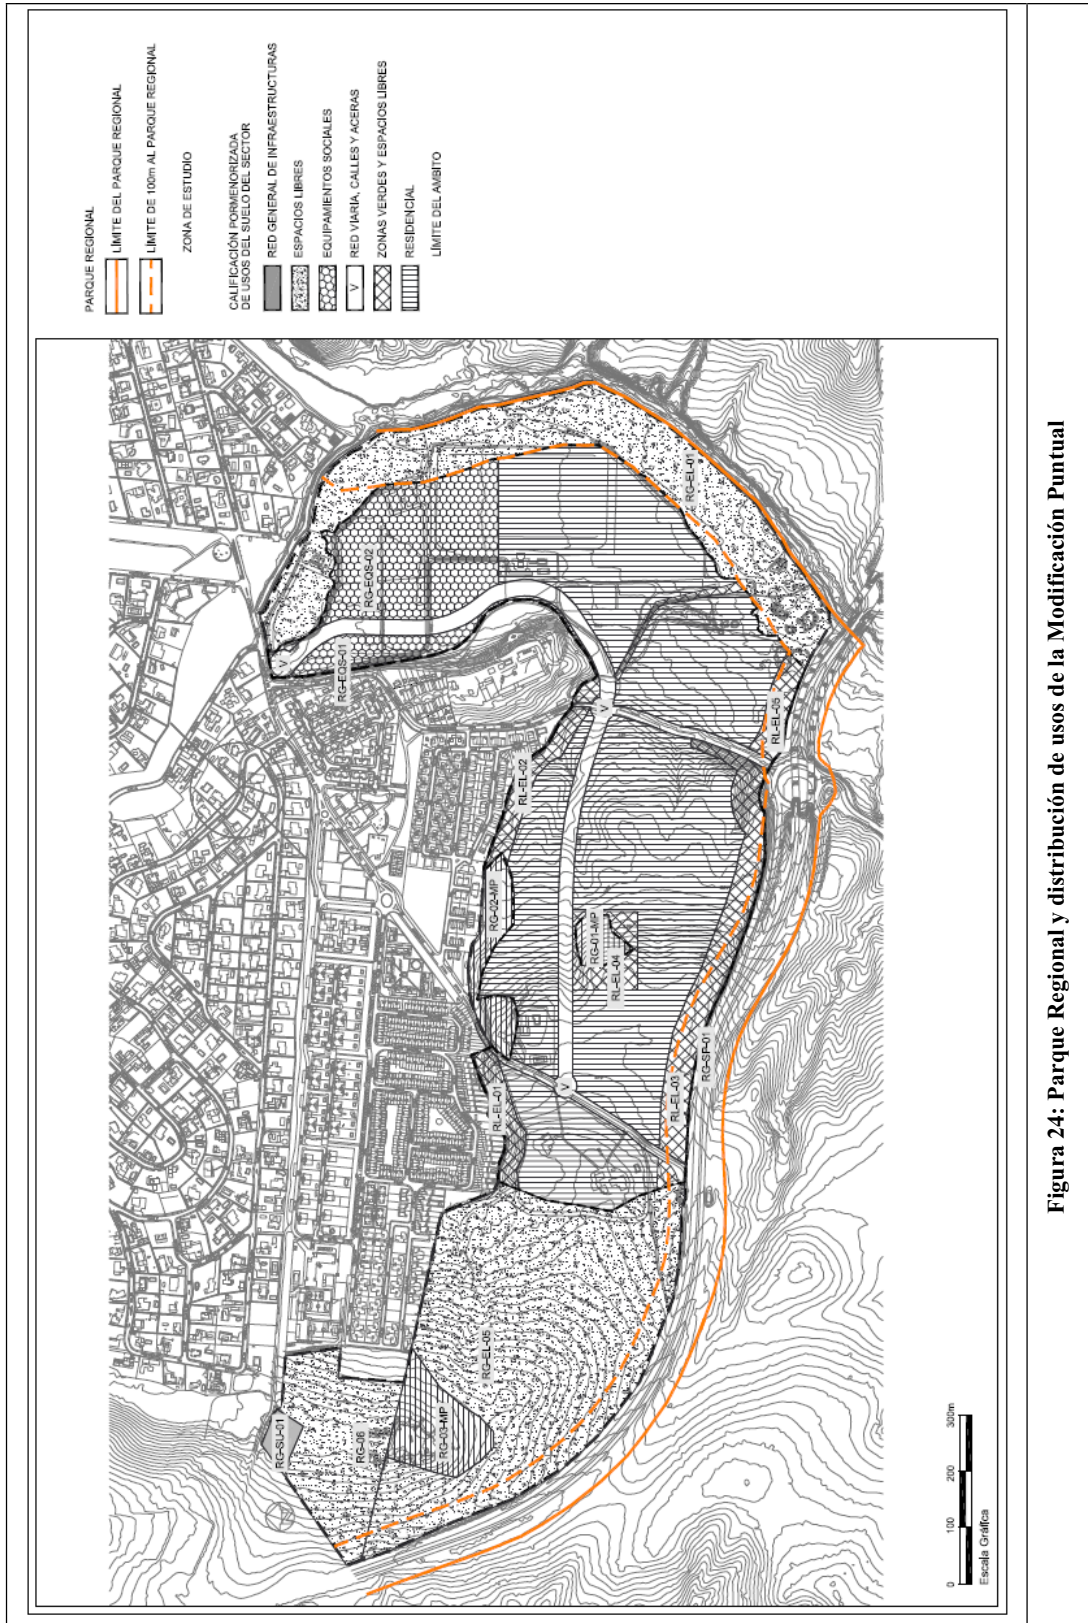 PARQUE REGIONAL
LÍMITE DEL PARQUE REGIONAL
LÍMITE DE 100m AL PARQUE REGIONAL
ZONA DE ESTUDIO
CALIFICACIÓN PORMENORIZADA
DE USOS DEL SUELO DEL SECTOR
RED GENERAL DE INFRAESTRUCTURAS
ESPACIOS LIBRES
EQUIPAMIENTOS SOCIALES
V
RED VIARIA, CALLES Y ACERAS
ZONAS VERDES Y ESPACIOS LIBRES
RESIDENCIAL
LÍMITE DEL AMBITO
RG-SU-01
RG-06
RG-03-MP
RG-EL-05
RL-EL-01
V
RL-EL-03
RG-SP-01
RG-02-MP
RG-01-MP
RL-EL-04
RL-EL-02
V
RL-EL-05
V
RG-EQS-01
RG-EQS-02
RG-EL-01
0 100 200 300m
Escala Gráfica
Figura 24: Parque Regional y distribución de usos de la Modificación Puntual